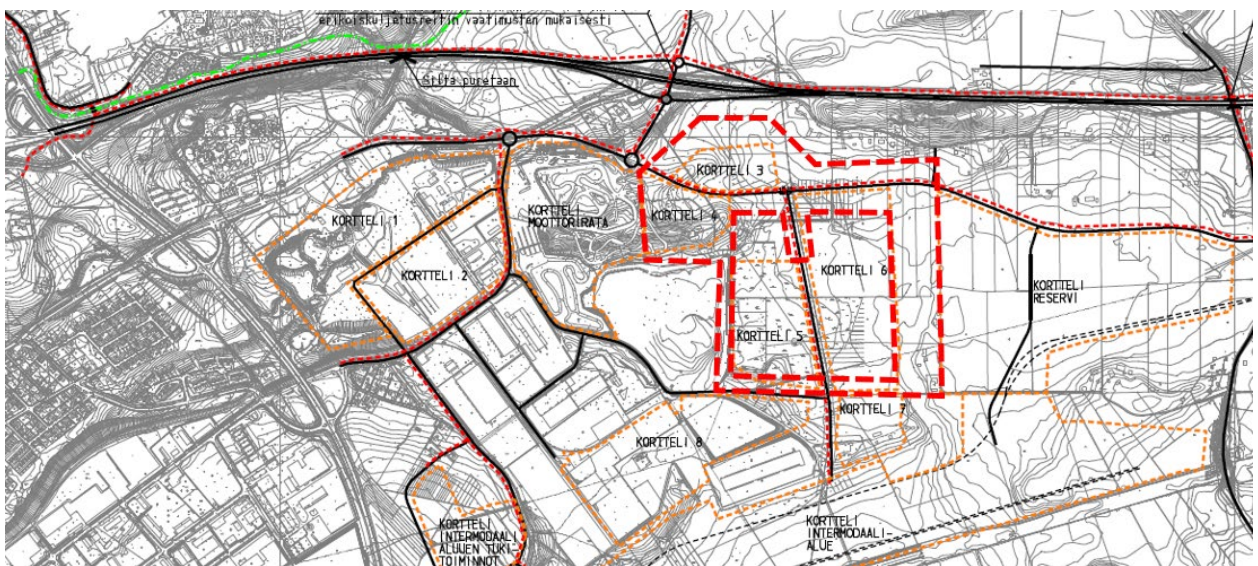 erikoiskuljetusreitin vaatimusten mukaisesti
Silta puretaan
KORTTELI 3
KORTTELI 1
KORTTELI
MOOTTORIRATA
KORTTELI 4
KORTTELI 2
KORTTELI 6
KORTTELI
RESERVI
KORTTELI 5
KORTTELI 7
KORTTELI 8
KORTTELI
INTERMODAALI
ALUUEN TUKI-
TOIMINNOT
KORTTELI
INTERMODAALI-
ALUE